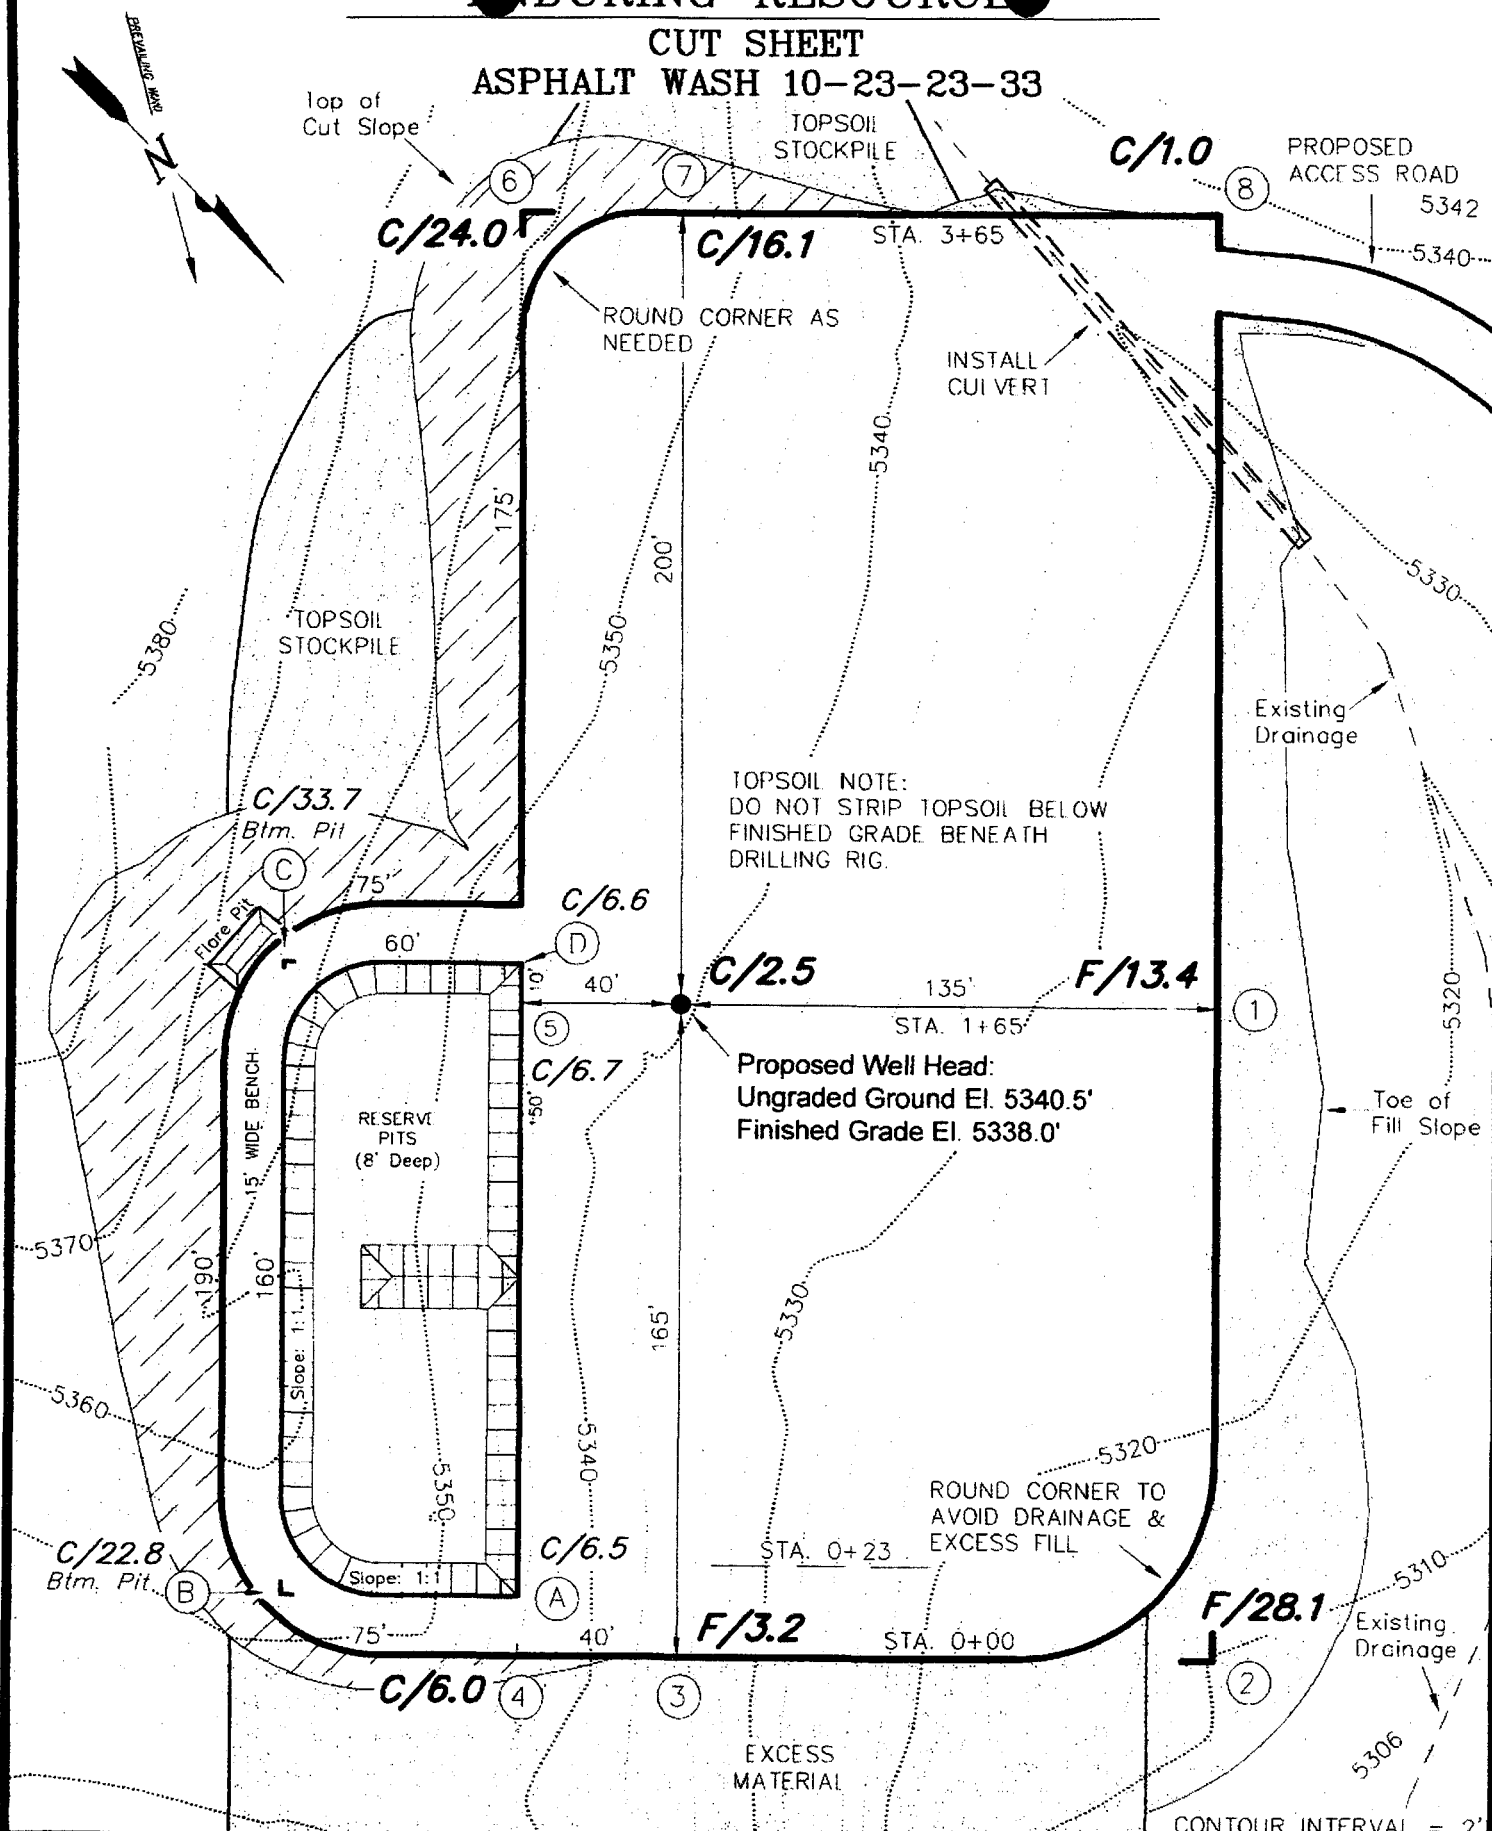 CUT SHEET
ASPHALT WASH 10-23-23-33
PREVAILING WIND
N
Top of
Cut Slope
TOPSOIL
STOCKPILE
C/1.0
PROPOSED
ACCESS ROAD
6
7
8
5342
C/24.0
C/16.1
STA. 3+65
5340
ROUND CORNER AS
NEEDED
INSTALL
CULVERT
5340
175'
200'
5330
5350
5380
TOPSOIL
STOCKPILE
Existing
Drainage
TOPSOIL NOTE:
DO NOT STRIP TOPSOIL BELOW
FINISHED GRADE BENEATH
DRILLING RIG.
C/33.7
Btm. Pit
C
75'
C/6.6
D
Flare Pit
60'
10'
40'
C/2.5
135'
F/13.4
5320
5
STA. 1+65
1
C/6.7
Proposed Well Head:
Ungraded Ground El. 5340.5'
Finished Grade El. 5338.0'
150'
15' WIDE BENCH
RESERVE
PITS
(8' Deep)
Toe of
Fill Slope
5370
190'
160'
165'
5330
Slope: 1:1
5360
5340
5320
5350
ROUND CORNER TO
AVOID DRAINAGE &
EXCESS FILL
C/22.8
Btm. Pit
B
C/6.5
A
STA. 0+23
Slope: 1:1
5310
F/28.1
Existing
Drainage
75'
40'
F/3.2
STA. 0+00
C/6.0
4
3
2
EXCESS
MATERIAL
5306
CONTOUR INTERVAL = 2'